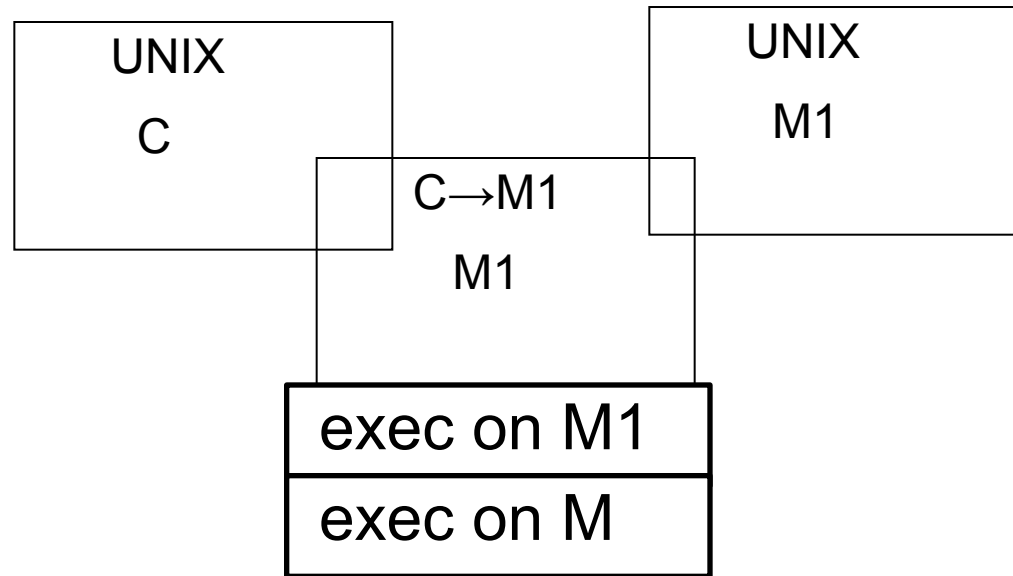 UNIX
C
UNIX
M1
C→M1
M1
exec on M1
exec on M